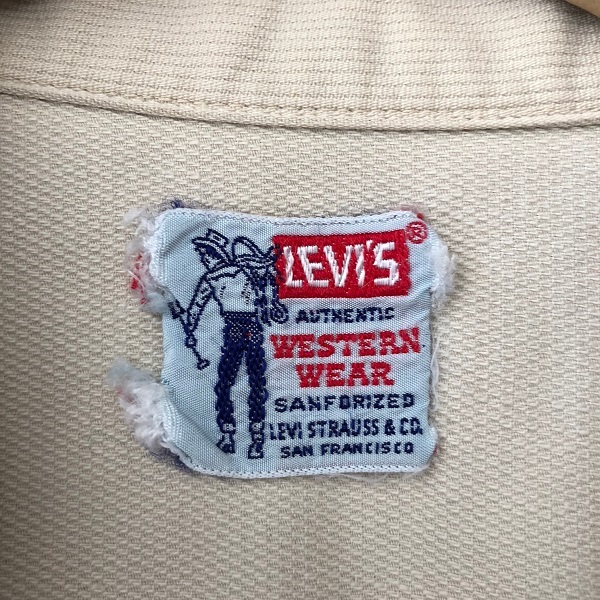 LEVI'S®
AUTHENTIC
WESTERN
WEAR
SANFORIZED
LEVI STRAUSS & CO.
SAN FRANCISCO